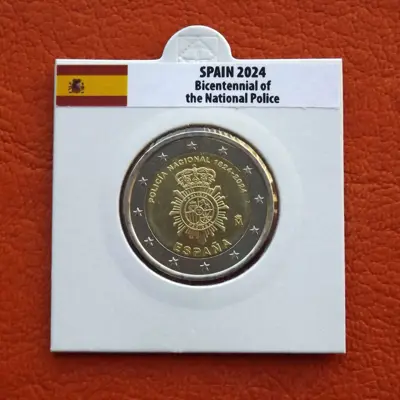 SPAIN 2024
Bicentennial of
the National Police
POLICÍA NACIONAL 1824-2024
M
ESPAÑA